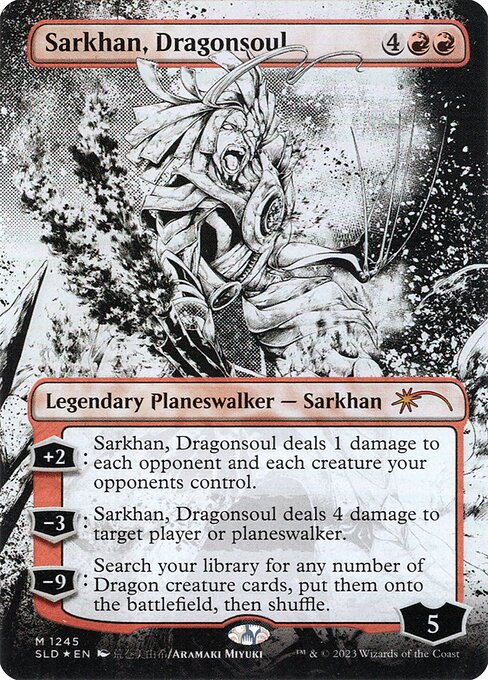 Sarkhan, Dragonsoul 4
Legendary Planeswalker — Sarkhan
+2: Sarkhan, Dragonsoul deals 1 damage to
each opponent and each creature your
opponents control.
−3: Sarkhan, Dragonsoul deals 4 damage to
target player or planeswalker.
−9: Search your library for any number of
Dragon creature cards, put them onto
the battlefield, then shuffle.
5
M 1245
SLD ★ EN /ARAMAKI MIYUKI ™ & © 2023 Wizards of the Coast